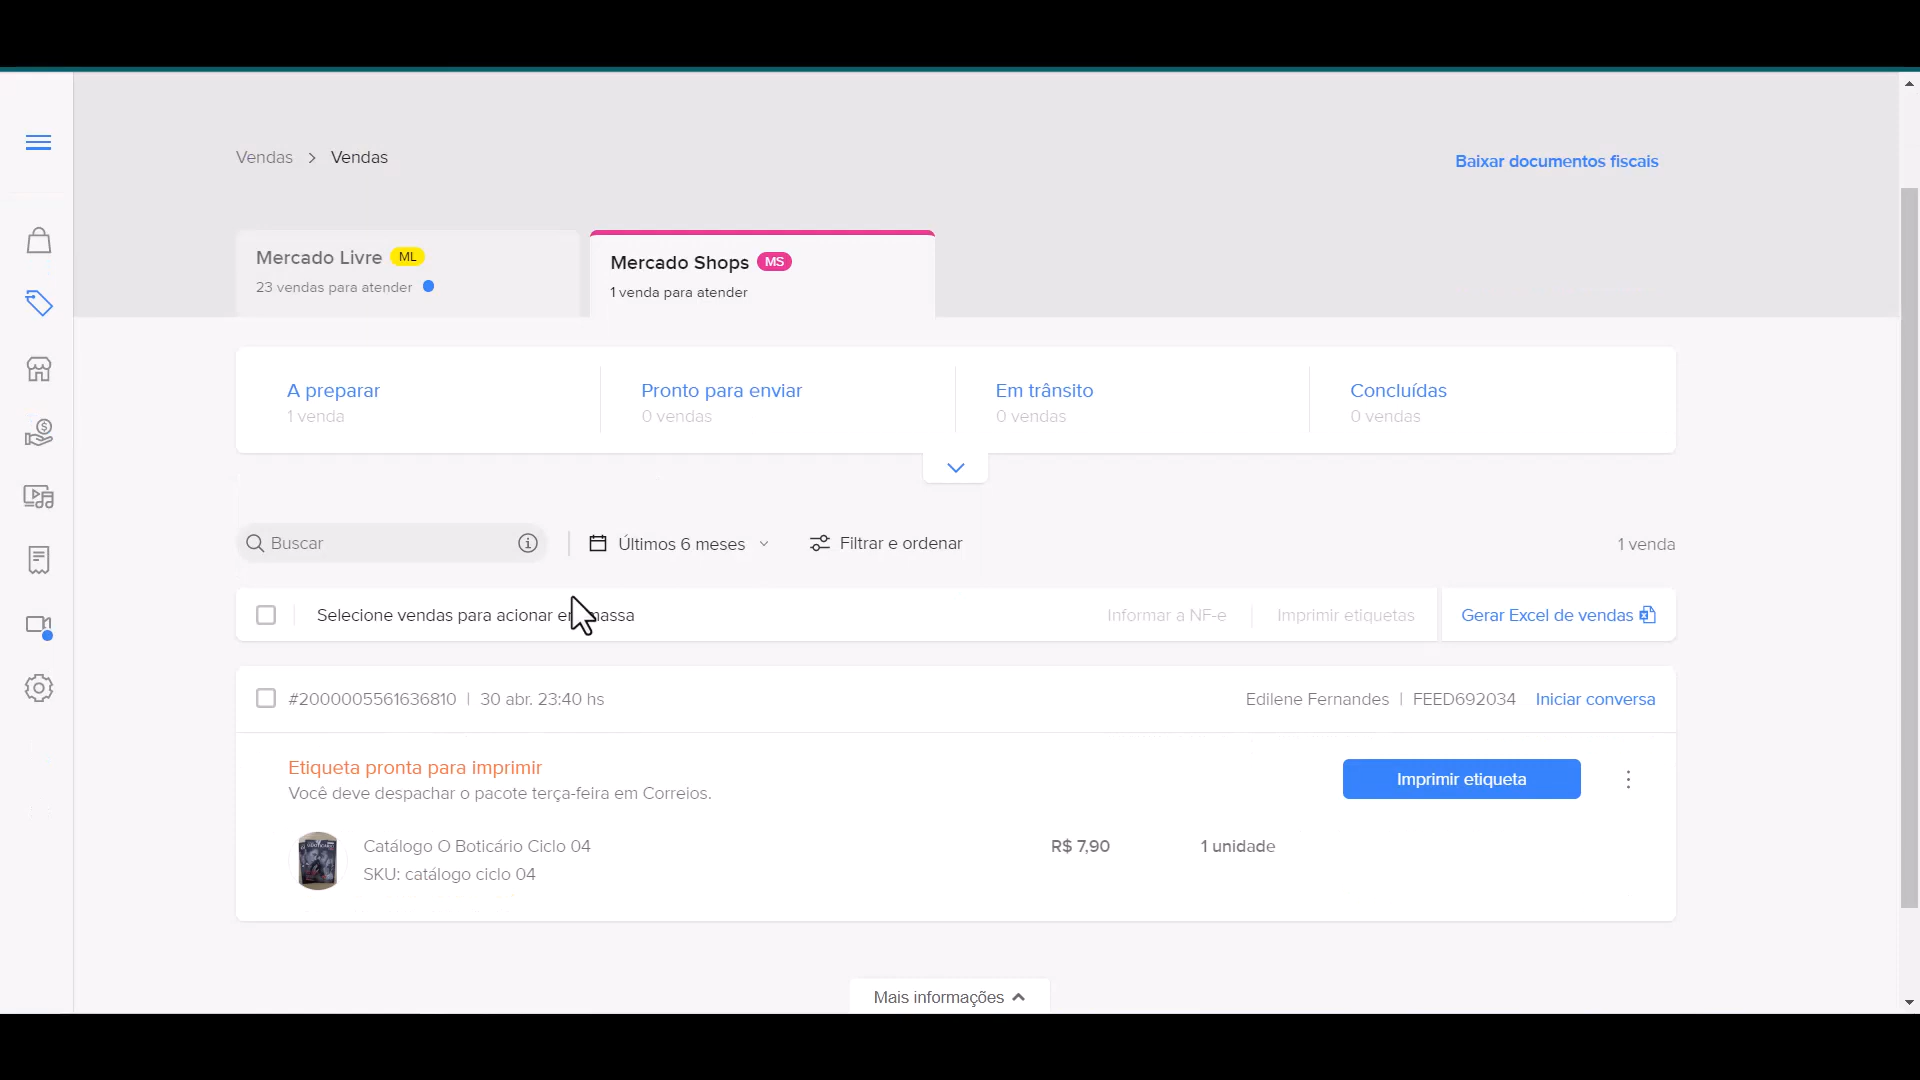 Vendas > Vendas
Baixar documentos fiscais
Mercado Livre ML
23 vendas para atender
Mercado Shops MS
1 venda para atender
A preparar
1 venda
Pronto para enviar
0 vendas
Em trânsito
0 vendas
Concluídas
0 vendas
Buscar
Últimos 6 meses
Filtrar e ordenar
1 venda
Selecione vendas para acionar massa
Informar a NF-e
Imprimir etiquetas
Gerar Excel de vendas
#2000005561636810 | 30 abr. 23:40 hs
Edilene Fernandes | FEED692034
Iniciar conversa
Etiqueta pronta para imprimir
Você deve despachar o pacote terça-feira em Correios.
Imprimir etiqueta
Catálogo O Boticário Ciclo 04
R$ 7,90
1 unidade
SKU: catálogo ciclo 04
Mais informações